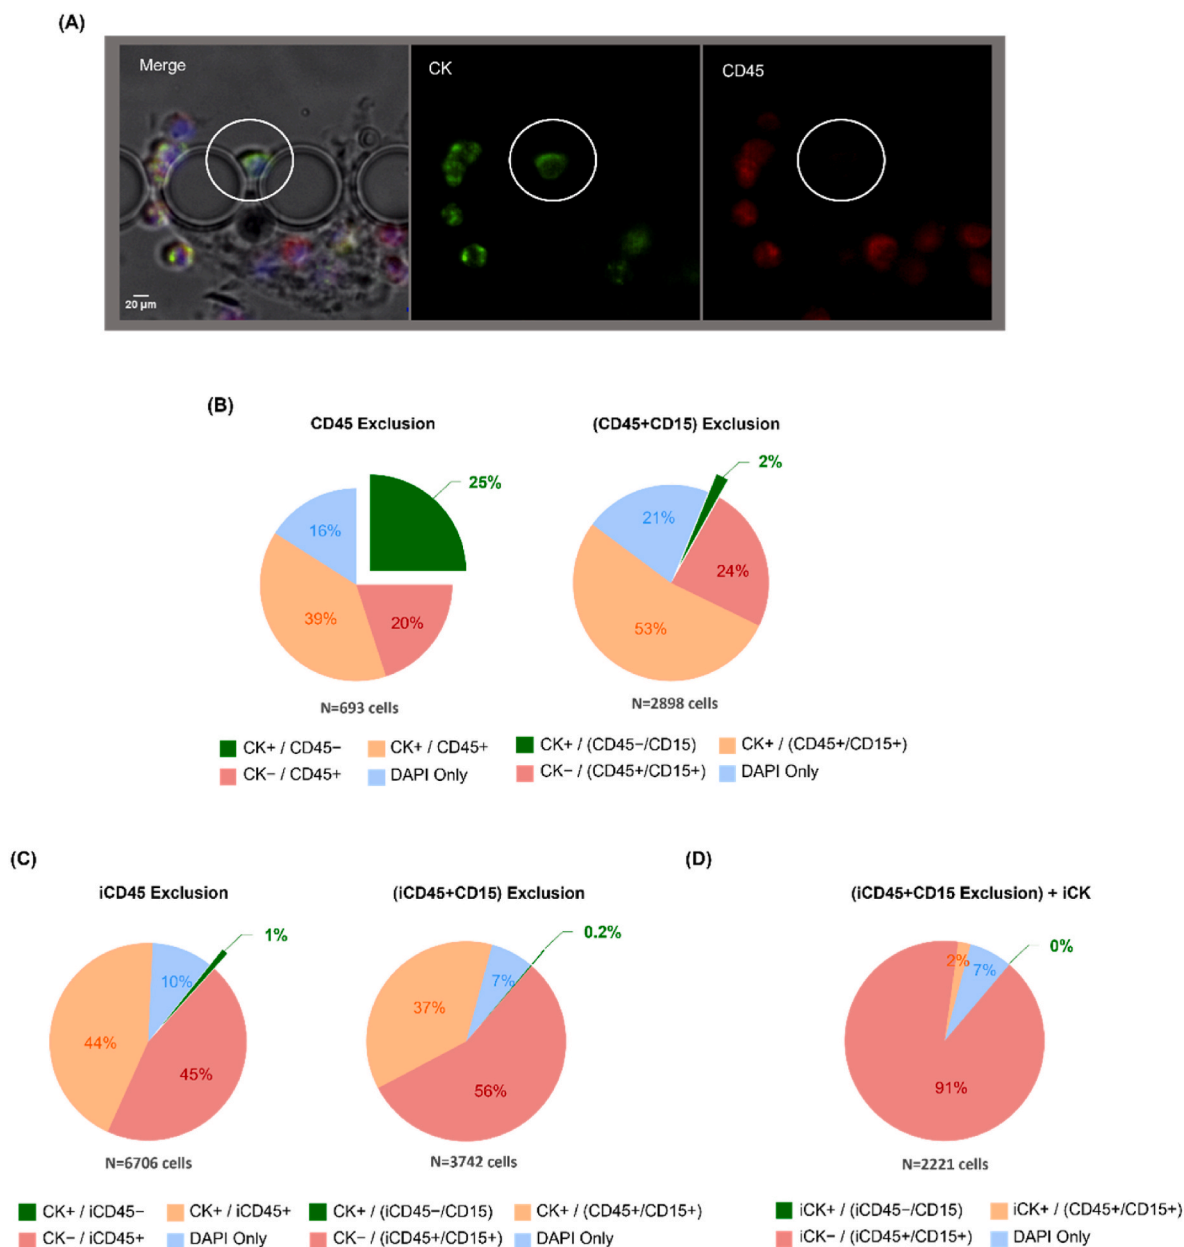 (A)
Merge
CK
CD45
20 µm
(B)
CD45 Exclusion
(CD45+CD15) Exclusion
25%
2%
16%
21%
39%
20%
24%
53%
N=693 cells
N=2898 cells
CK+ / CD45−
CK+ / CD45+
CK+ / (CD45−/CD15)
CK+ / (CD45+/CD15+)
CK− / CD45+
DAPI Only
CK− / (CD45+/CD15+)
DAPI Only
(C)
(D)
iCD45 Exclusion
(iCD45+CD15) Exclusion
(iCD45+CD15 Exclusion) + iCK
1%
0.2%
0%
10%
7%
2%
7%
44%
37%
45%
56%
91%
N=6706 cells
N=3742 cells
N=2221 cells
CK+ / iCD45−
CK+ / iCD45+
CK+ / (iCD45−/CD15)
CK+ / (CD45+/CD15+)
iCK+ / (iCD45−/CD15)
iCK+ / (CD45+/CD15+)
CK− / iCD45+
DAPI Only
CK− / (iCD45+/CD15+)
DAPI Only
iCK− / (iCD45+/CD15+)
DAPI Only